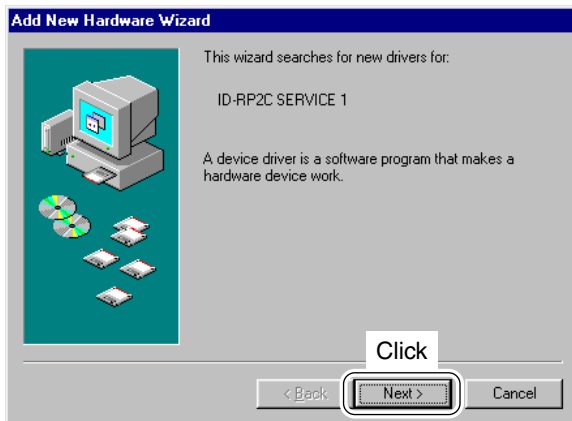 Add New Hardware Wizard
This wizard searches for new drivers for:
ID-RP2C SERVICE 1
A device driver is a software program that makes a
hardware device work.
Click
< Back
Next >
Cancel